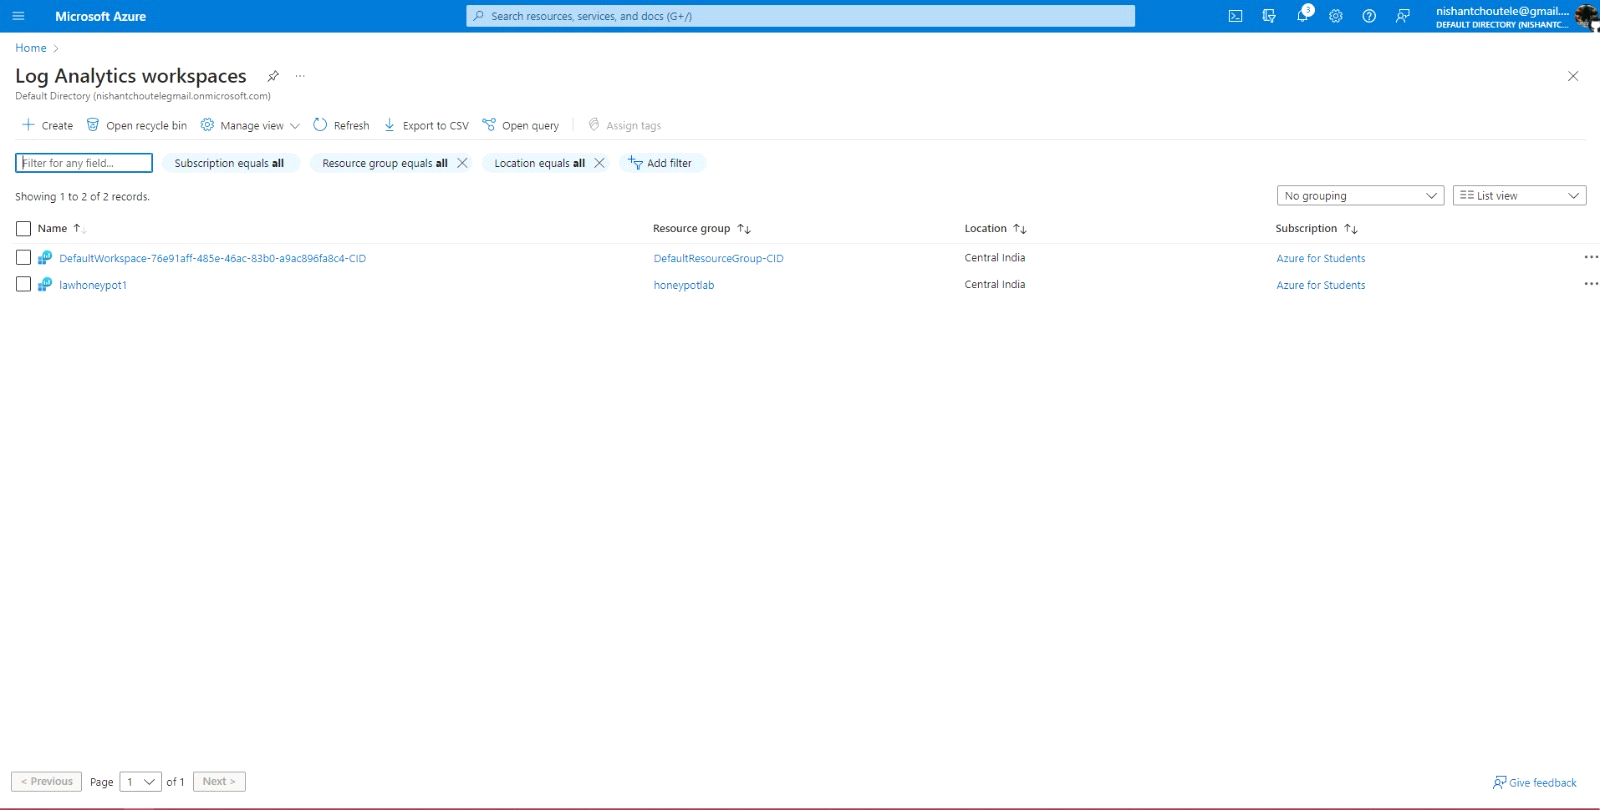 Microsoft Azure
Search resources, services, and docs (G+/)
3
nishantchoutele@gmail....
DEFAULT DIRECTORY (NISHANTC...
Home
Log Analytics workspaces ...
Default Directory (nishantchoutelegmail.onmicrosoft.com)
Create Open recycle bin Manage view Refresh Export to CSV Open query Assign tags
Filter for any field... Subscription equals all Resource group equals all Location equals all Add filter
Showing 1 to 2 of 2 records. No grouping List view
Name Resource group Location Subscription
DefaultWorkspace-76e91aff-485e-46ac-83b0-a9ac896fa8c4-CID DefaultResourceGroup-CID Central India Azure for Students
lawhoneypot1 honeypotlab Central India Azure for Students
< Previous Page 1 of 1 Next > Give feedback